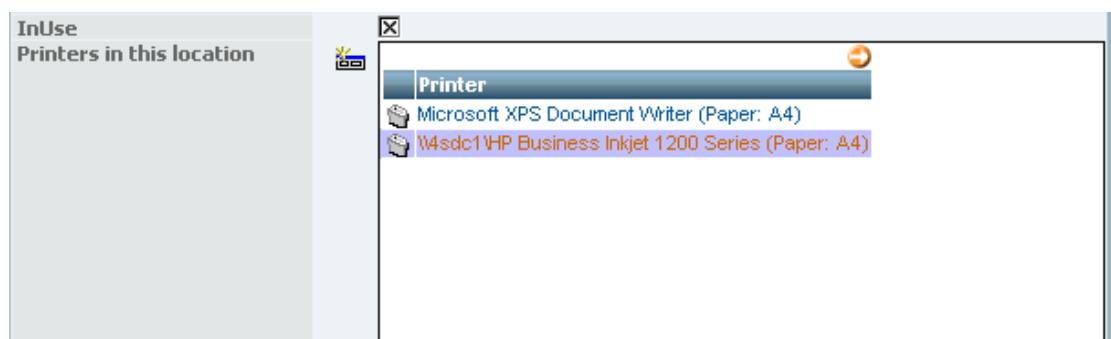 InUse
Printers in this location
Printer
Microsoft XPS Document Writer (Paper: A4)
\\4sdc1\HP Business Inkjet 1200 Series (Paper: A4)